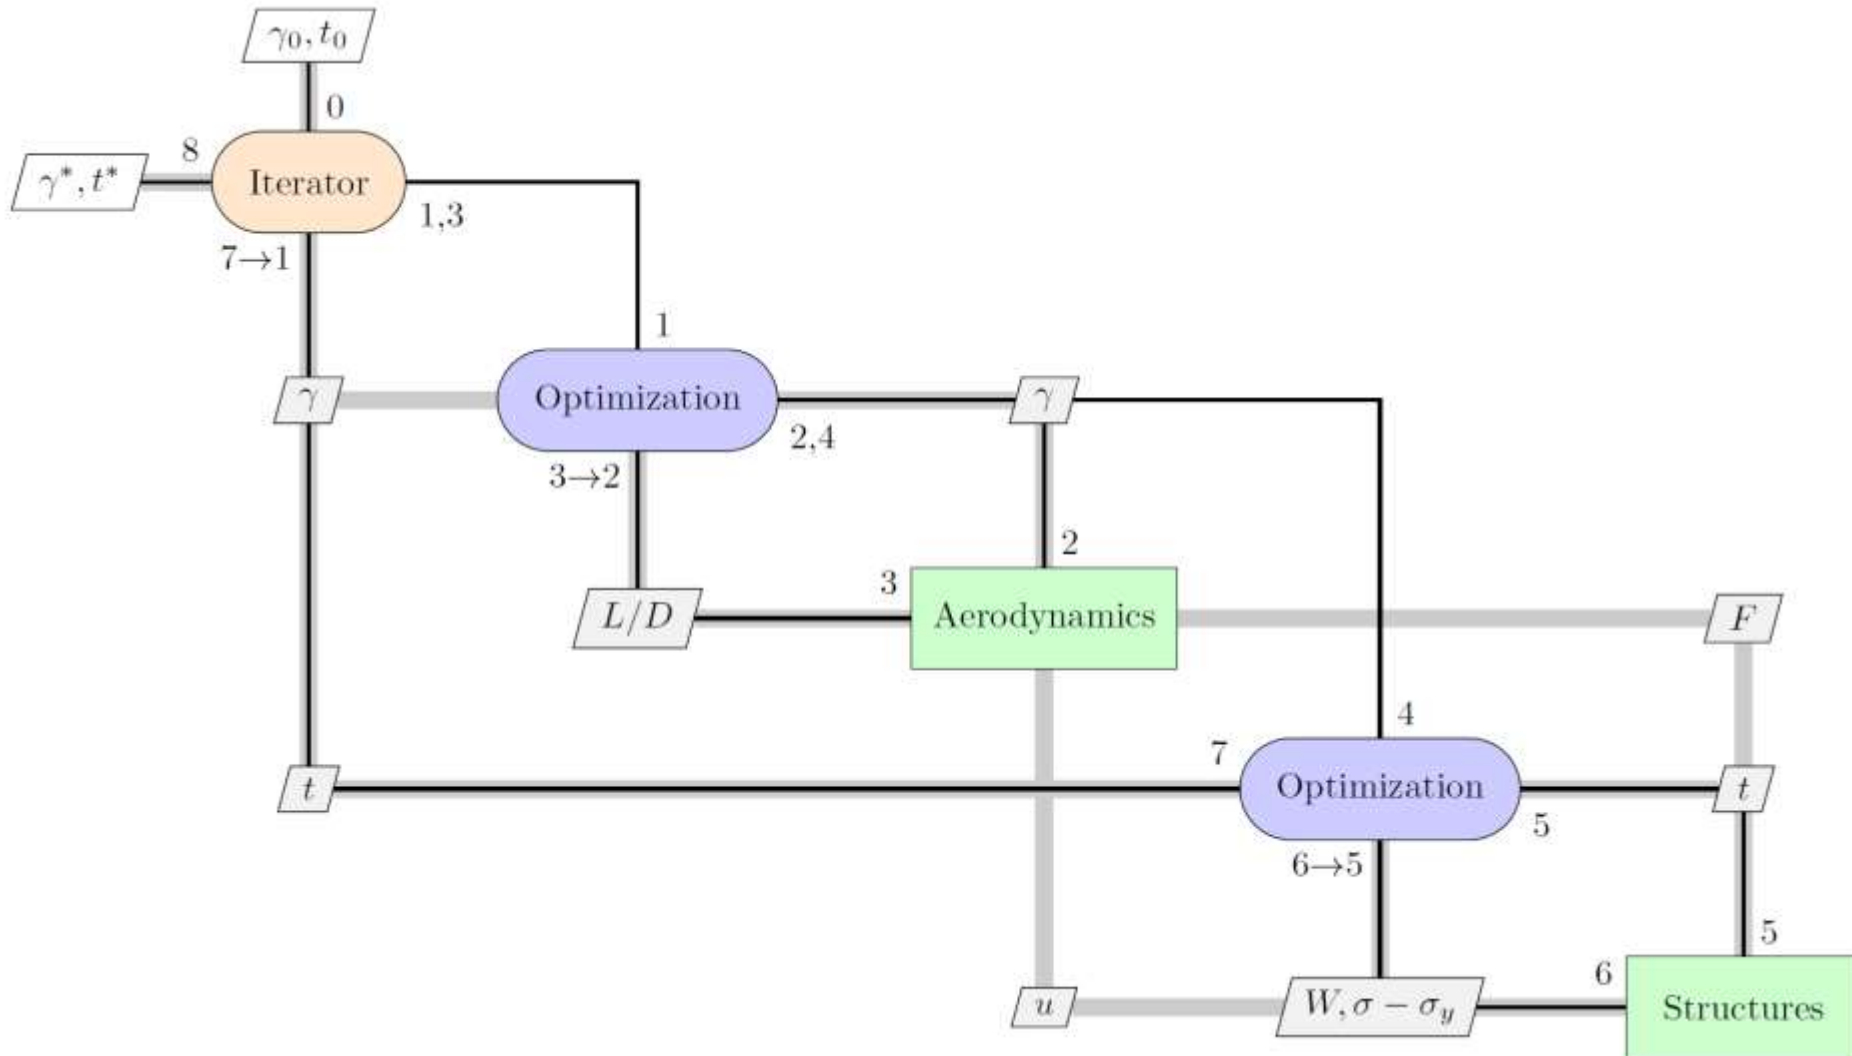 γ₀, t₀
0
8
γ*, t*
Iterator
1,3
7→1
1
γ
Optimization
γ
2,4
3→2
2
3
L/D
Aerodynamics
F
4
7
t
Optimization
t
5
6→5
5
6
u
W, σ − σ_y
Structures